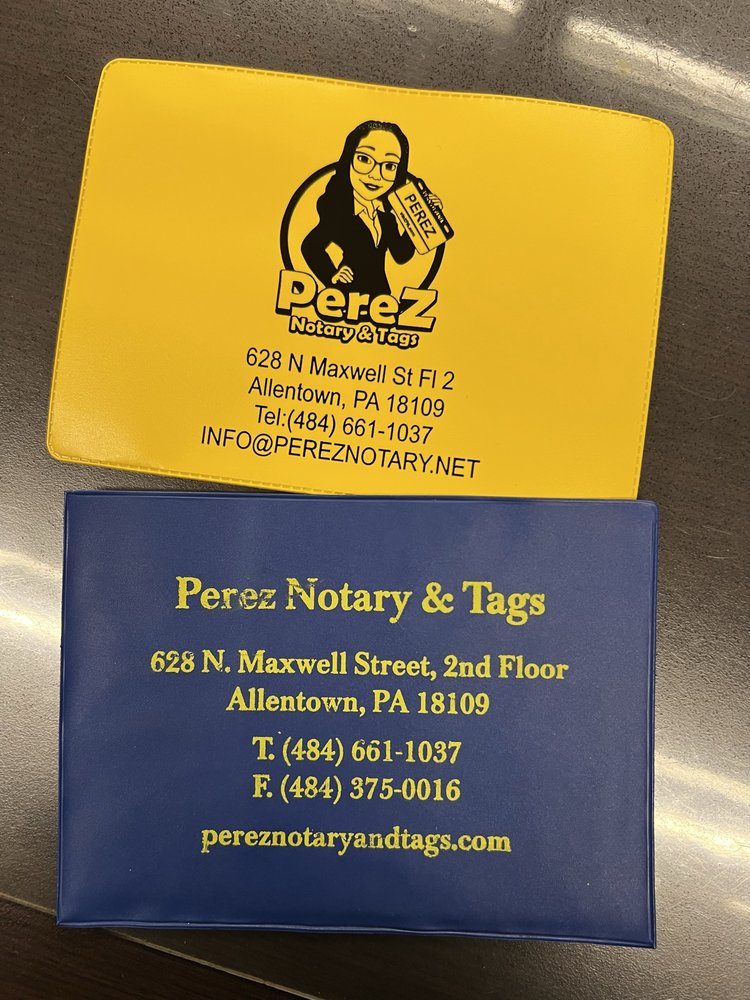 PEREZ
PereZ
Notary & Tags
628 N Maxwell St Fl 2
Allentown, PA 18109
Tel:(484) 661-1037
INFO@PEREZNOTARY.NET
Perez Notary & Tags
628 N. Maxwell Street, 2nd Floor
Allentown, PA 18109
T. (484) 661-1037
F. (484) 375-0016
pereznotaryandtags.com